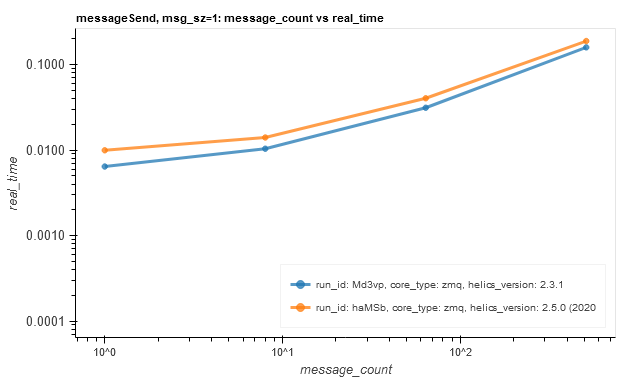 messageSend, msg_sz=1: message_count vs real_time
0.1000
0.0100
0.0010
0.0001
real_time
run_id: Md3vp, core_type: zmq, helics_version: 2.3.1
run_id: haMSb, core_type: zmq, helics_version: 2.5.0 (2020
10^0
10^1
10^2
message_count